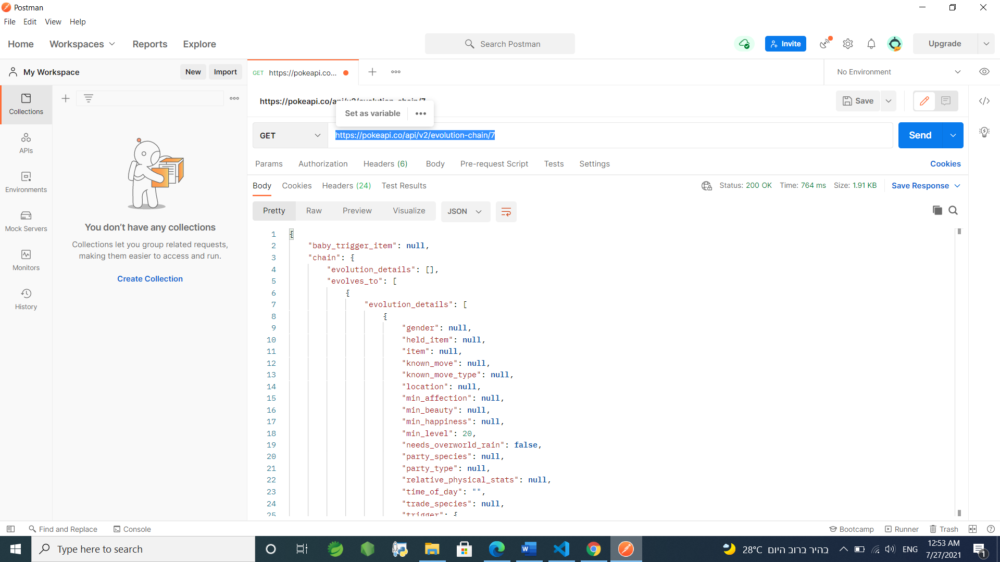 Postman
File Edit View Help
Home Workspaces Reports Explore
Search Postman
Invite
Upgrade
My Workspace
New
Import
GET https://pokeapi.co...
No Environment
https://pokeapi.co/api/v2/evolution-chain/7
Save
Set as variable
GET
https://pokeapi.co/api/v2/evolution-chain/7
Send
Params Authorization Headers (6) Body Pre-request Script Tests Settings
Cookies
Body Cookies Headers (24) Test Results
Status: 200 OK Time: 764 ms Size: 1.91 KB
Save Response
Pretty Raw Preview Visualize JSON
Collections
APIs
Environments
Mock Servers
Monitors
History
You don't have any collections
Collections let you group related requests,
making them easier to access and run.
Create Collection
1 {
2 "baby_trigger_item": null,
3 "chain": {
4 "evolution_details": [],
5 "evolves_to": [
6 {
7 "evolution_details": [
8 {
9 "gender": null,
10 "held_item": null,
11 "item": null,
12 "known_move": null,
13 "known_move_type": null,
14 "location": null,
15 "min_affection": null,
16 "min_beauty": null,
17 "min_happiness": null,
18 "min_level": 20,
19 "needs_overworld_rain": false,
20 "party_species": null,
21 "party_type": null,
22 "relative_physical_stats": null,
23 "time_of_day": "",
24 "trade_species": null,
25 "trigger": {
Find and Replace Console
Bootcamp Runner Trash
Type here to search
28°C בהיר ברוב היום
ENG
12:53 AM
7/27/2021
1